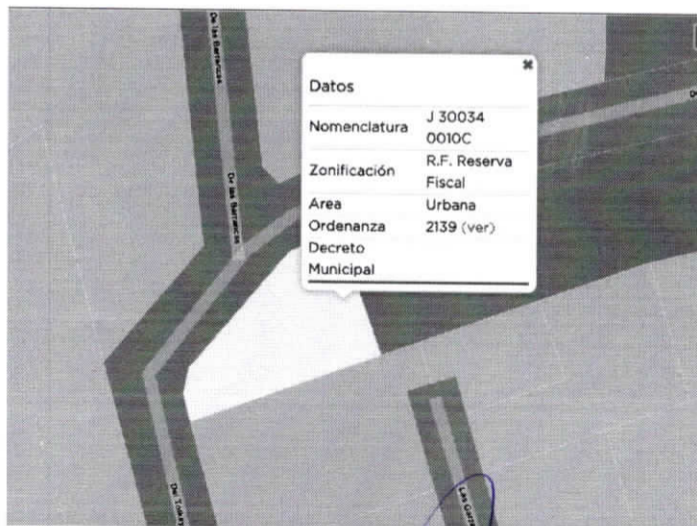 De las Barrancas
✖
Datos
Nomenclatura J 30034
0010C
Zonificación R.F. Reserva
Fiscal
Area Urbana
Ordenanza 2139 (ver)
Decreto
Municipal
De las Barrancas